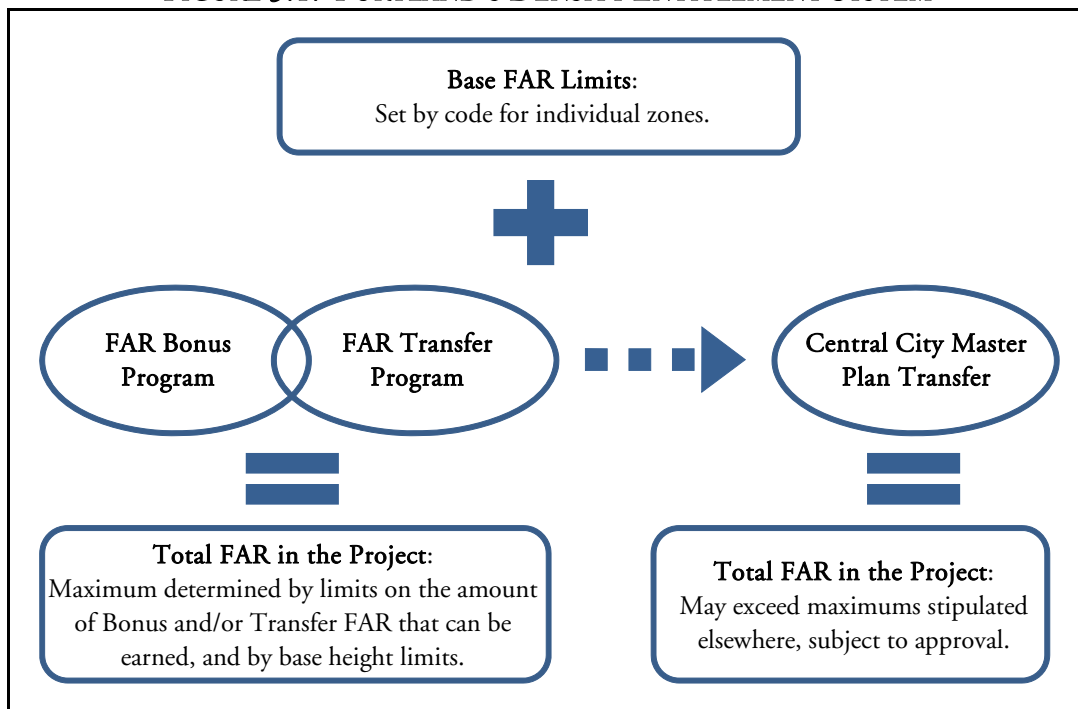 Base FAR Limits:
Set by code for individual zones.
FAR Bonus
Program
FAR Transfer
Program
Central City Master
Plan Transfer
Total FAR in the Project:
Maximum determined by limits on the amount
of Bonus and/or Transfer FAR that can be
earned, and by base height limits.
Total FAR in the Project:
May exceed maximums stipulated
elsewhere, subject to approval.